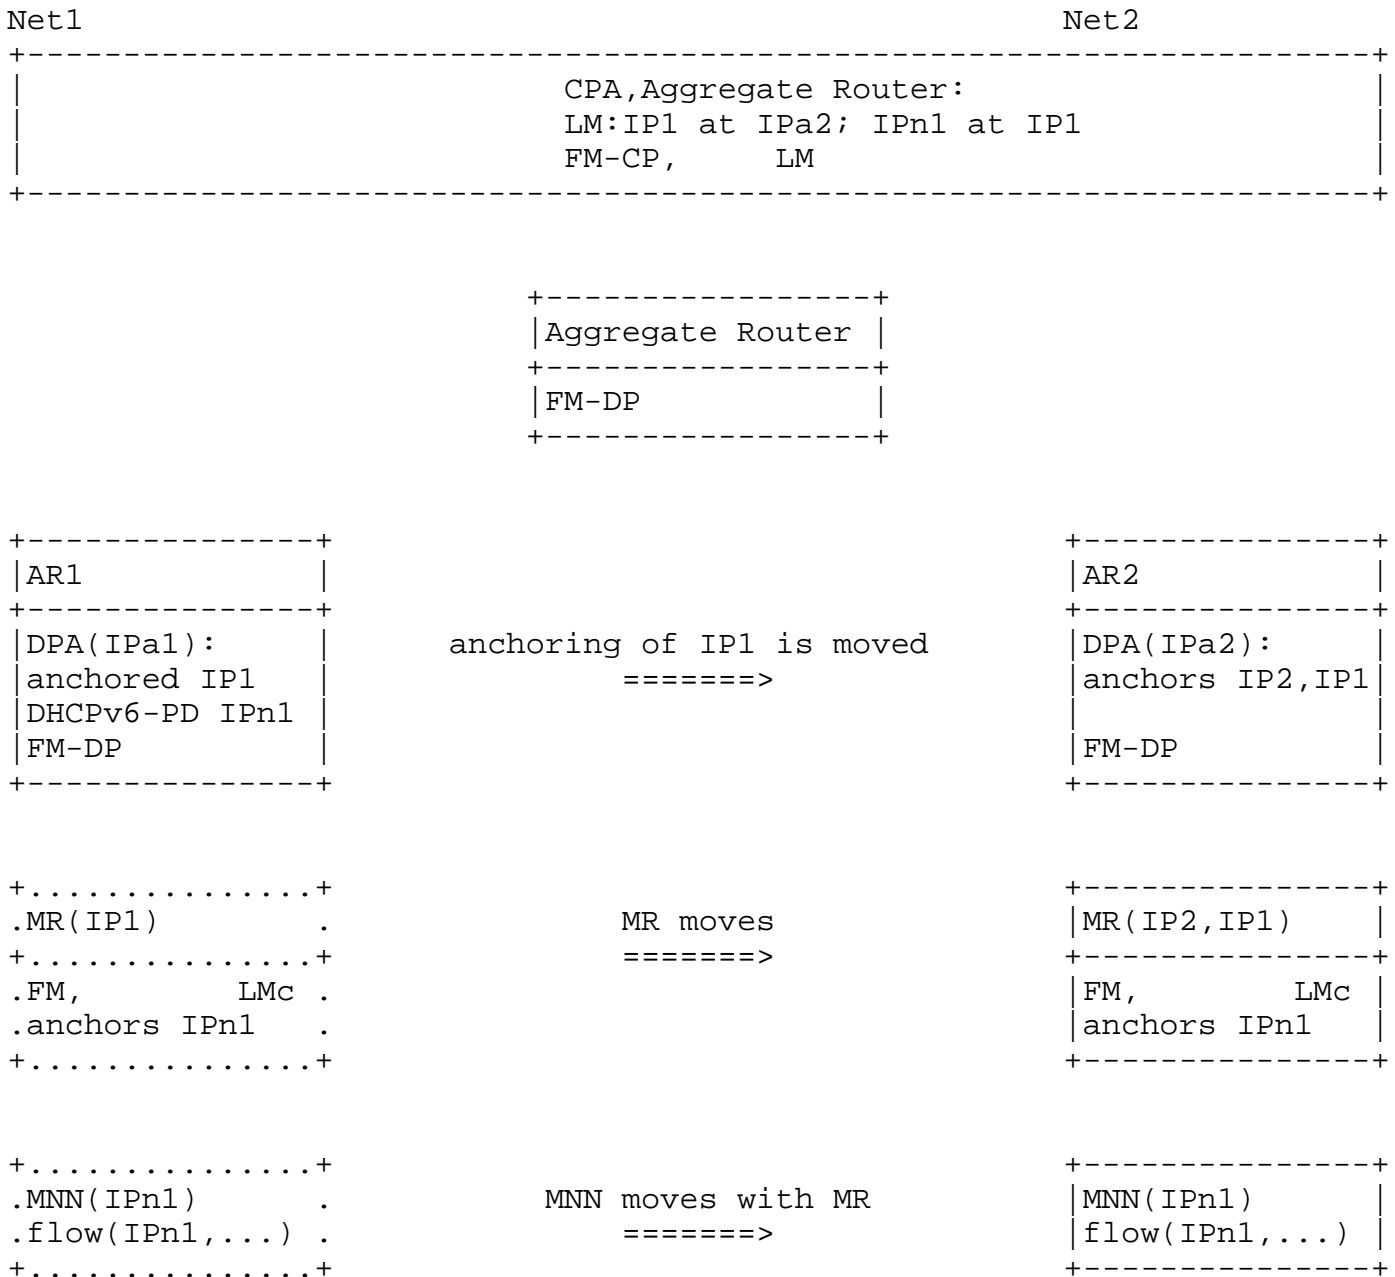 Net1                                                   Net2
CPA,Aggregate Router:
LM:IP1 at IPa2; IPn1 at IP1
FM-CP,     LM
Aggregate Router
FM-DP
AR1                                                    AR2
DPA(IPa1):      anchoring of IP1 is moved      DPA(IPa2):
anchored IP1      =======>      anchors IP2,IP1
DHCPv6-PD IPn1
FM-DP                                                  FM-DP
MR(IP1)      MR moves      MR(IP2,IP1)
=======>
FM,        LMc      FM,        LMc
anchors IPn1      anchors IPn1
MNN(IPn1)      MNN moves with MR      MNN(IPn1)
flow(IPn1,...)      =======>      flow(IPn1,...)